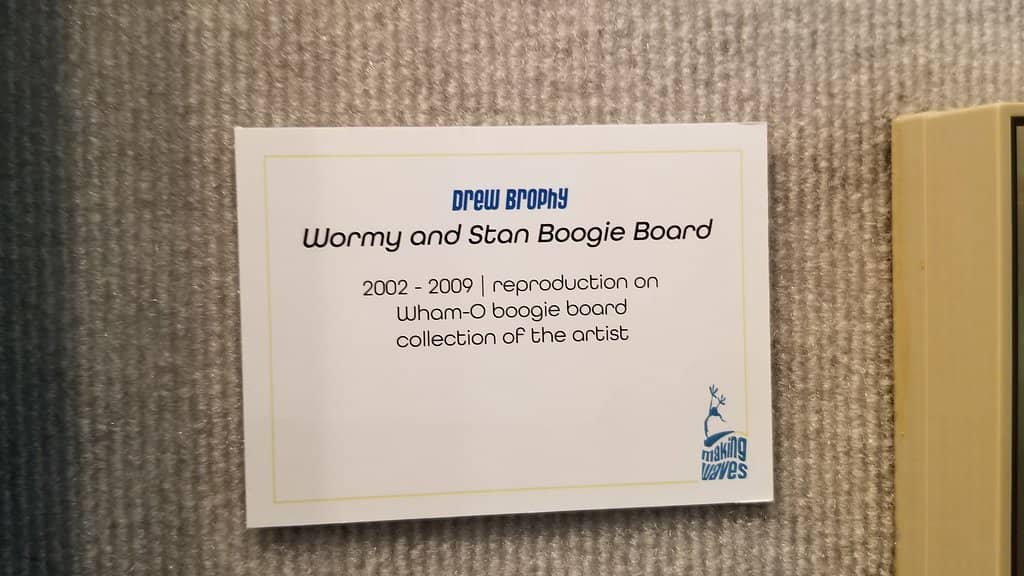 Drew Brophy
Wormy and Stan Boogie Board
2002 - 2009 | reproduction on
Wham-O boogie board
collection of the artist
making
waves